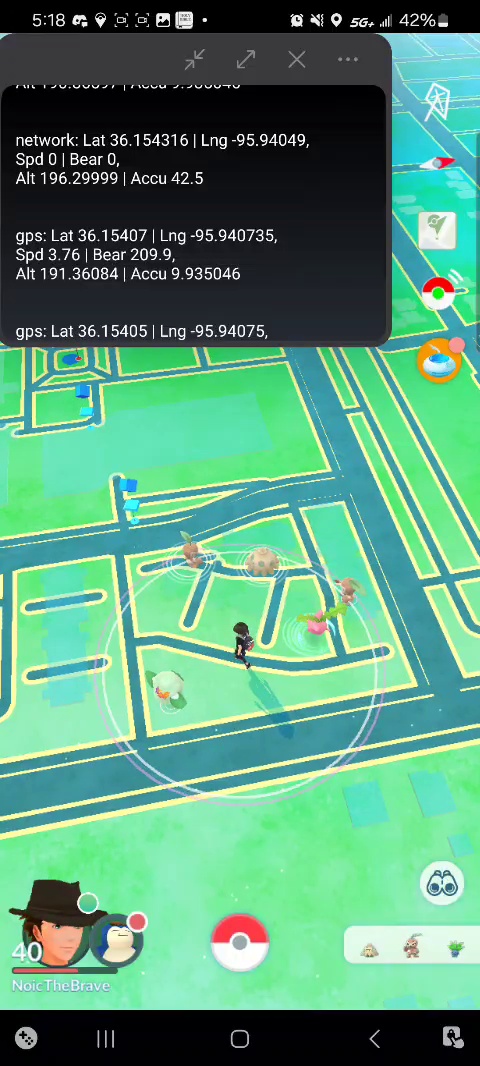 5:18
5G+
42%
network: Lat 36.154316 | Lng -95.94049,
Spd 0 | Bear 0,
Alt 196.29999 | Accu 42.5
gps: Lat 36.15407 | Lng -95.940735,
Spd 3.76 | Bear 209.9,
Alt 191.36084 | Accu 9.935046
gps: Lat 36.15405 | Lng -95.94075,
40
NoicTheBrave